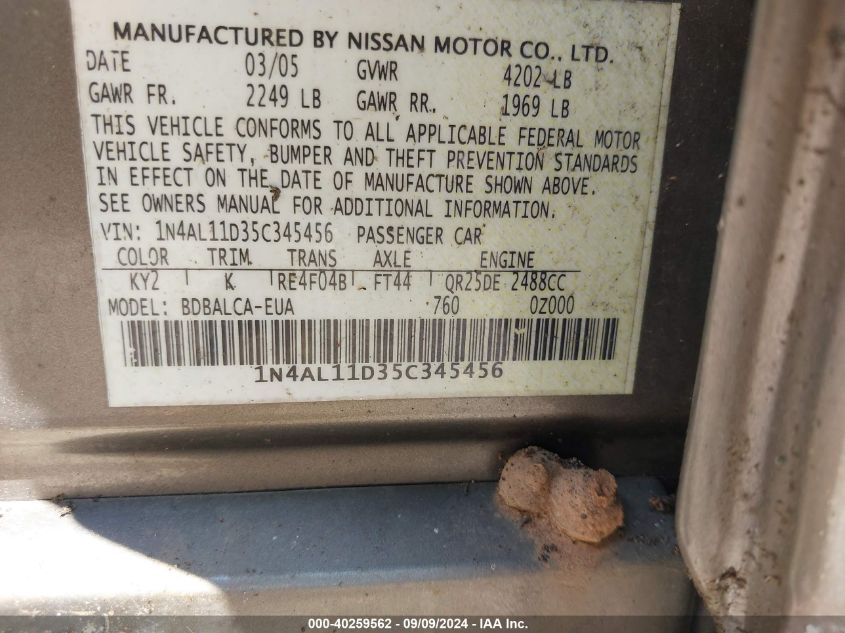 MANUFACTURED BY NISSAN MOTOR CO., LTD.
DATE 03/05 GVWR 4202 LB
GAWR FR. 2249 LB GAWR RR. 1969 LB
THIS VEHICLE CONFORMS TO ALL APPLICABLE FEDERAL MOTOR
VEHICLE SAFETY, BUMPER AND THEFT PREVENTION STANDARDS
IN EFFECT ON THE DATE OF MANUFACTURE SHOWN ABOVE.
SEE OWNERS MANUAL FOR ADDITIONAL INFORMATION.
VIN: 1N4AL11D35C345456 PASSENGER CAR
COLOR TRIM TRANS AXLE ENGINE
KY2 K RE4F04B FT44 QR25DE 2488CC
MODEL: BDBALCA-EUA 760 0Z000
1N4AL11D35C345456
000-40259562 - 09/09/2024 - IAA Inc.